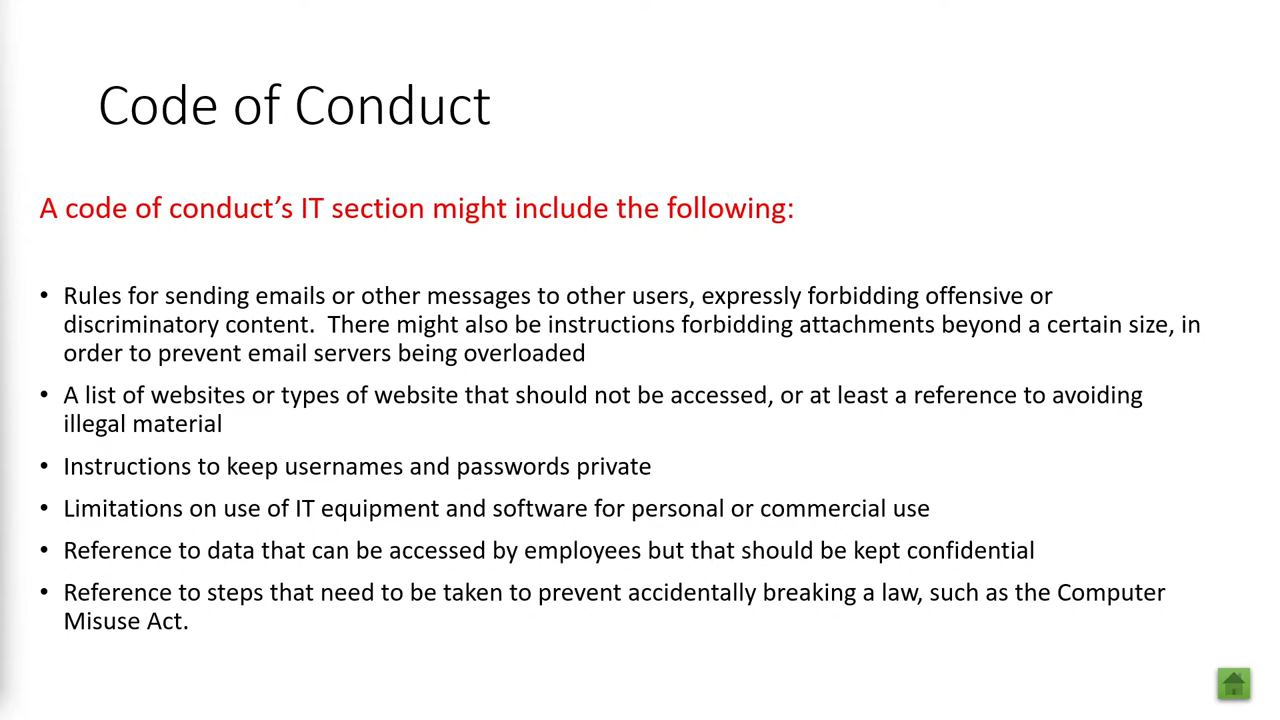 Code of Conduct
A code of conduct’s IT section might include the following:
• Rules for sending emails or other messages to other users, expressly forbidding offensive or
discriminatory content.  There might also be instructions forbidding attachments beyond a certain size, in
order to prevent email servers being overloaded
• A list of websites or types of website that should not be accessed, or at least a reference to avoiding
illegal material
• Instructions to keep usernames and passwords private
• Limitations on use of IT equipment and software for personal or commercial use
• Reference to data that can be accessed by employees but that should be kept confidential
• Reference to steps that need to be taken to prevent accidentally breaking a law, such as the Computer
Misuse Act.